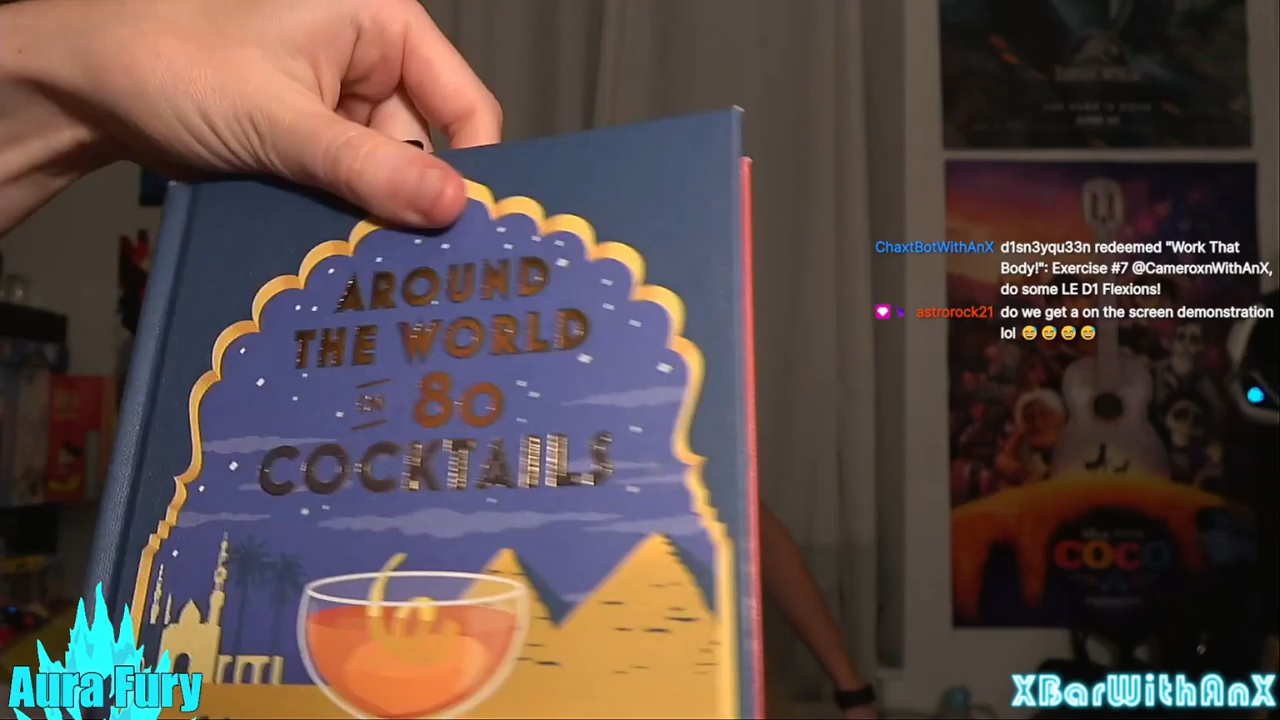 AROUND
THE WORLD
IN 80
COCKTAILS
ChaxtBotWithAnX d1sn3yqu33n redeemed "Work That
Body!": Exercise #7 @CameroxnWithAnX,
do some LE D1 Flexions!
astrorock21 do we get a on the screen demonstration
lol 😅😅😅😅
COCO
Aura Fury
XBarWithAnX